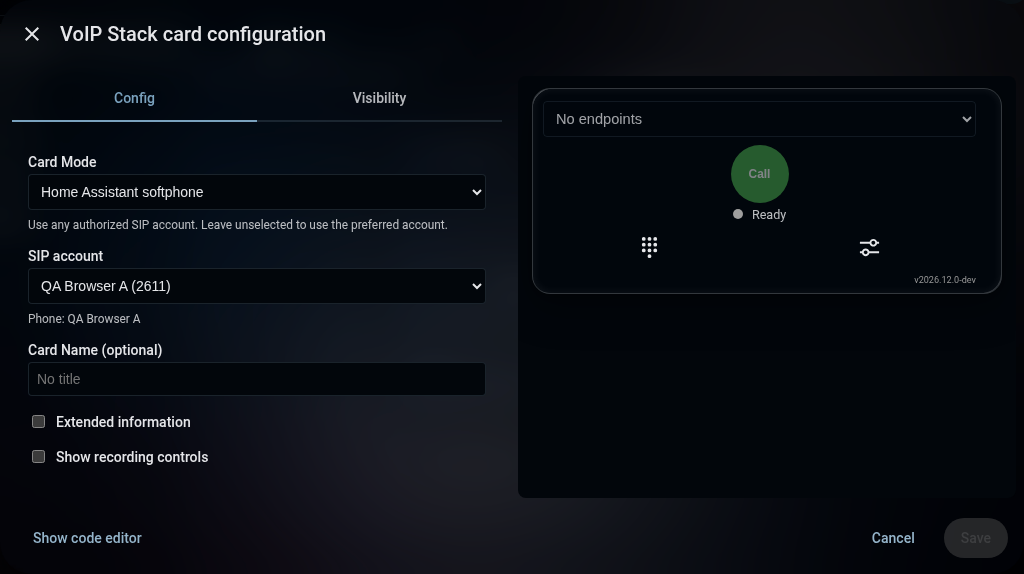 VoIP Stack card configuration
Config
Visibility
Card Mode
Home Assistant softphone
Use any authorized SIP account. Leave unselected to use the preferred account.
SIP account
QA Browser A (2611)
Phone: QA Browser A
Card Name (optional)
No title
Extended information
Show recording controls
No endpoints
Call
Ready
v2026.12.0-dev
Show code editor
Cancel
Save